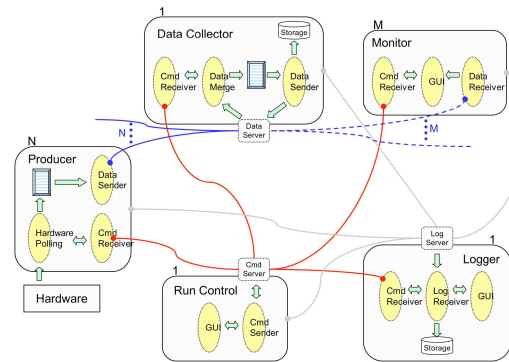 1
Data Collector
Storage
Cmd
Receiver
Data
Merge
Data
Sender
Data
Server
M
Monitor
Cmd
Receiver
GUI
Data
Receiver
N
M
N
Producer
Data
Sender
Hardware
Polling
Cmd
Receiver
Hardware
Cmd
Server
1
Run Control
GUI
Cmd
Sender
Log
Server
1
Logger
Cmd
Receiver
Log
Receiver
GUI
Storage